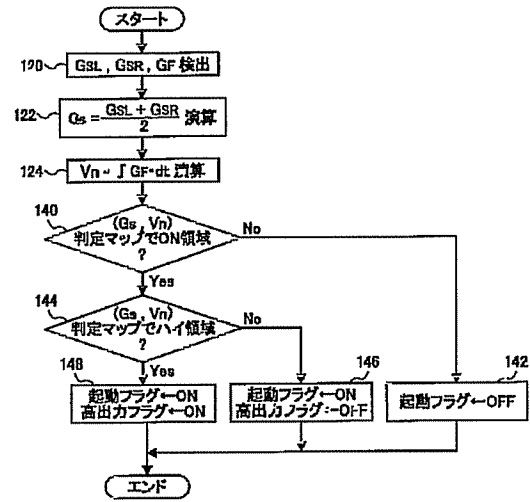 スタート
120
GSL , GSR , GF 検出
122
Gs = GSL + GSR / 2 演算
124
Vn = ∫ GF・dt 演算
140
(Gs , Vn)
判定マップでON領域
?
No
Yes
144
(Gs , Vn)
判定マップでハイ領域
?
No
Yes
148
起動フラグ←ON
高出力フラグ←ON
146
起動フラグ←ON
高出力フラグ←OFF
142
起動フラグ←OFF
エンド